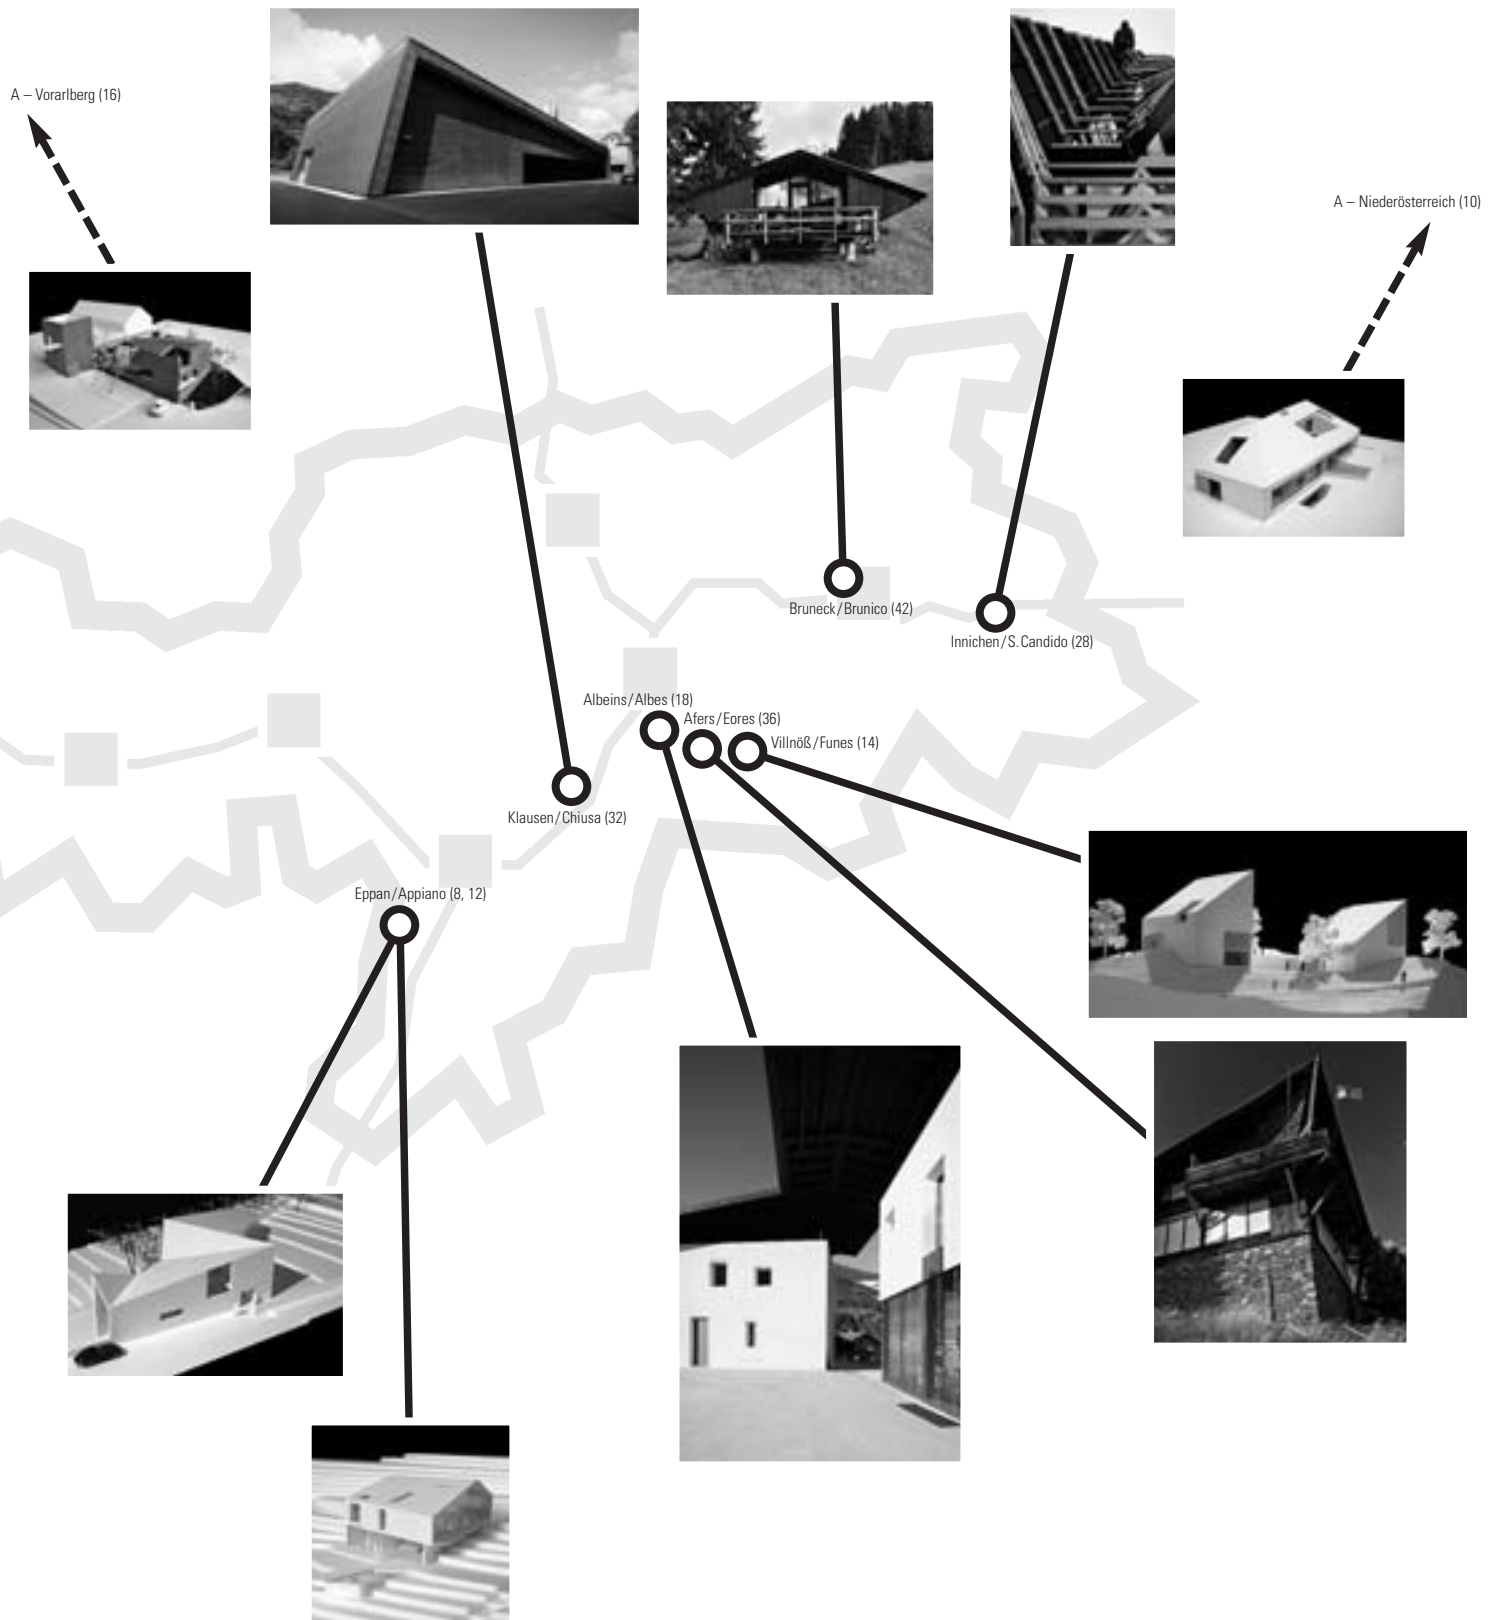 A – Vorarlberg (16)
A – Niederösterreich (10)
Bruneck/Brunico (42)
Innichen/S. Candido (28)
Albeins/Albes (18)
Afers/Eores (36)
Villnöß/Funes (14)
Klausen/Chiusa (32)
Eppan/Appiano (8, 12)